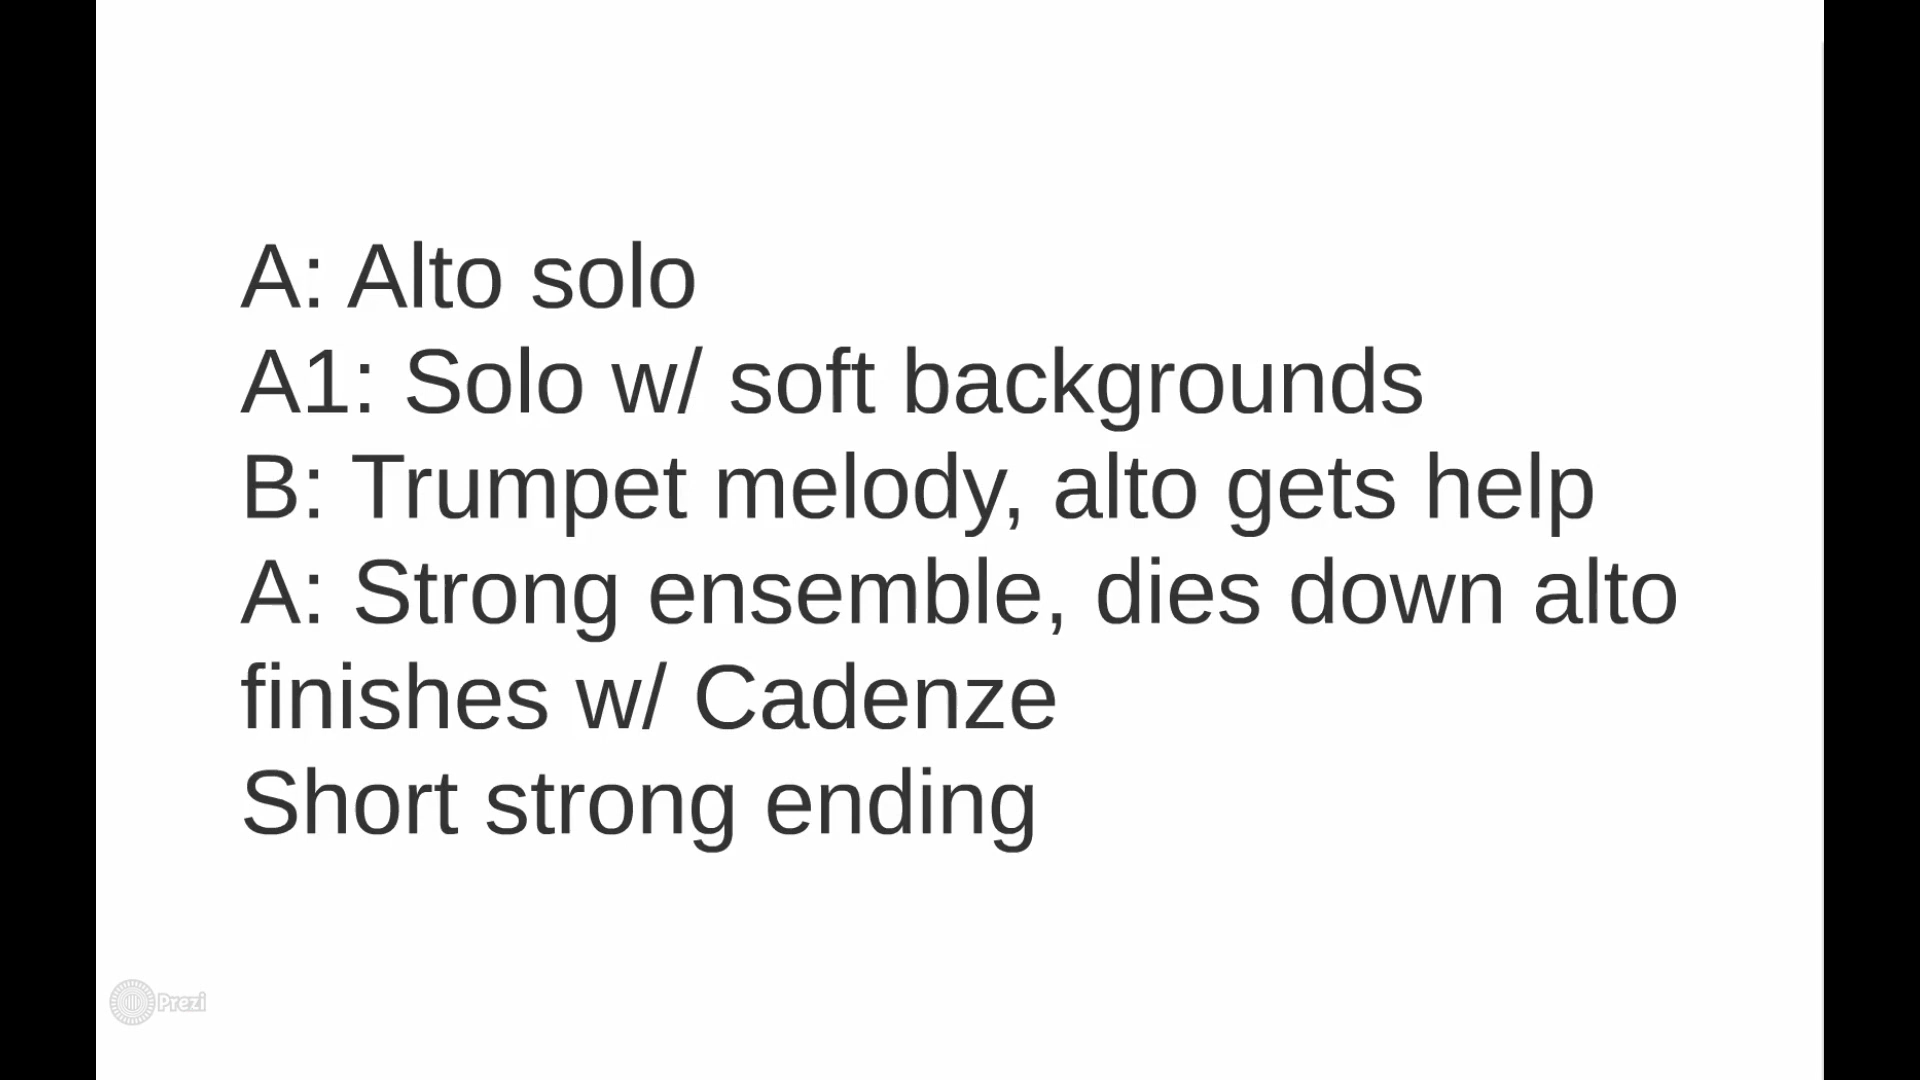 A: Alto solo
A1: Solo w/ soft backgrounds
B: Trumpet melody, alto gets help
A: Strong ensemble, dies down alto
finishes w/ Cadenze
Short strong ending
Prezi